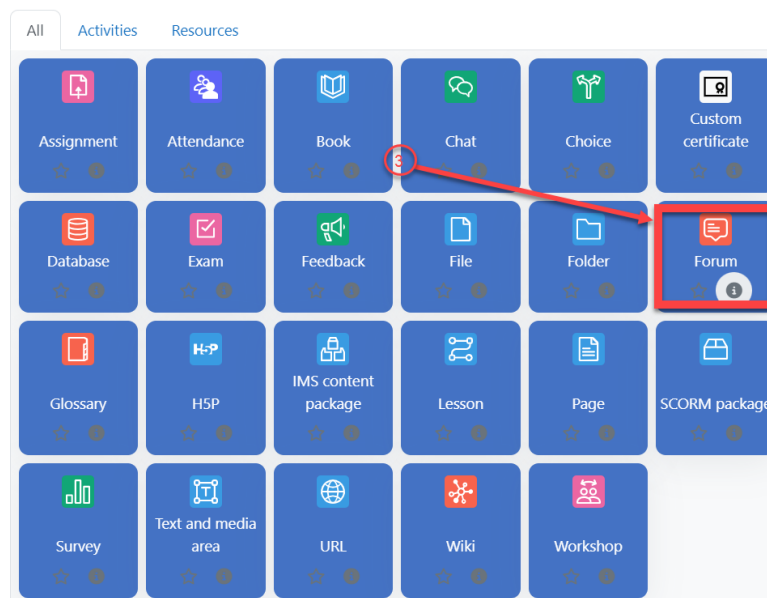 All Activities Resources
Assignment Attendance Book Chat Choice Custom certificate
3
Database Exam Feedback File Folder Forum
Glossary H5P IMS content package Lesson Page SCORM package
Survey Text and media area URL Wiki Workshop